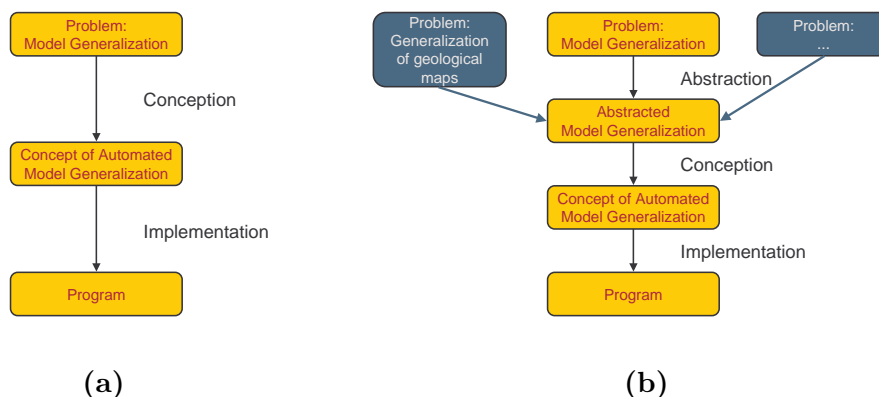 Problem:
Model Generalization
Conception
Concept of Automated
Model Generalization
Implementation
Program
(a)
Problem:
Generalization
of geological
maps
Problem:
Model Generalization
Problem:
...
Abstraction
Abstracted
Model Generalization
Conception
Concept of Automated
Model Generalization
Implementation
Program
(b)